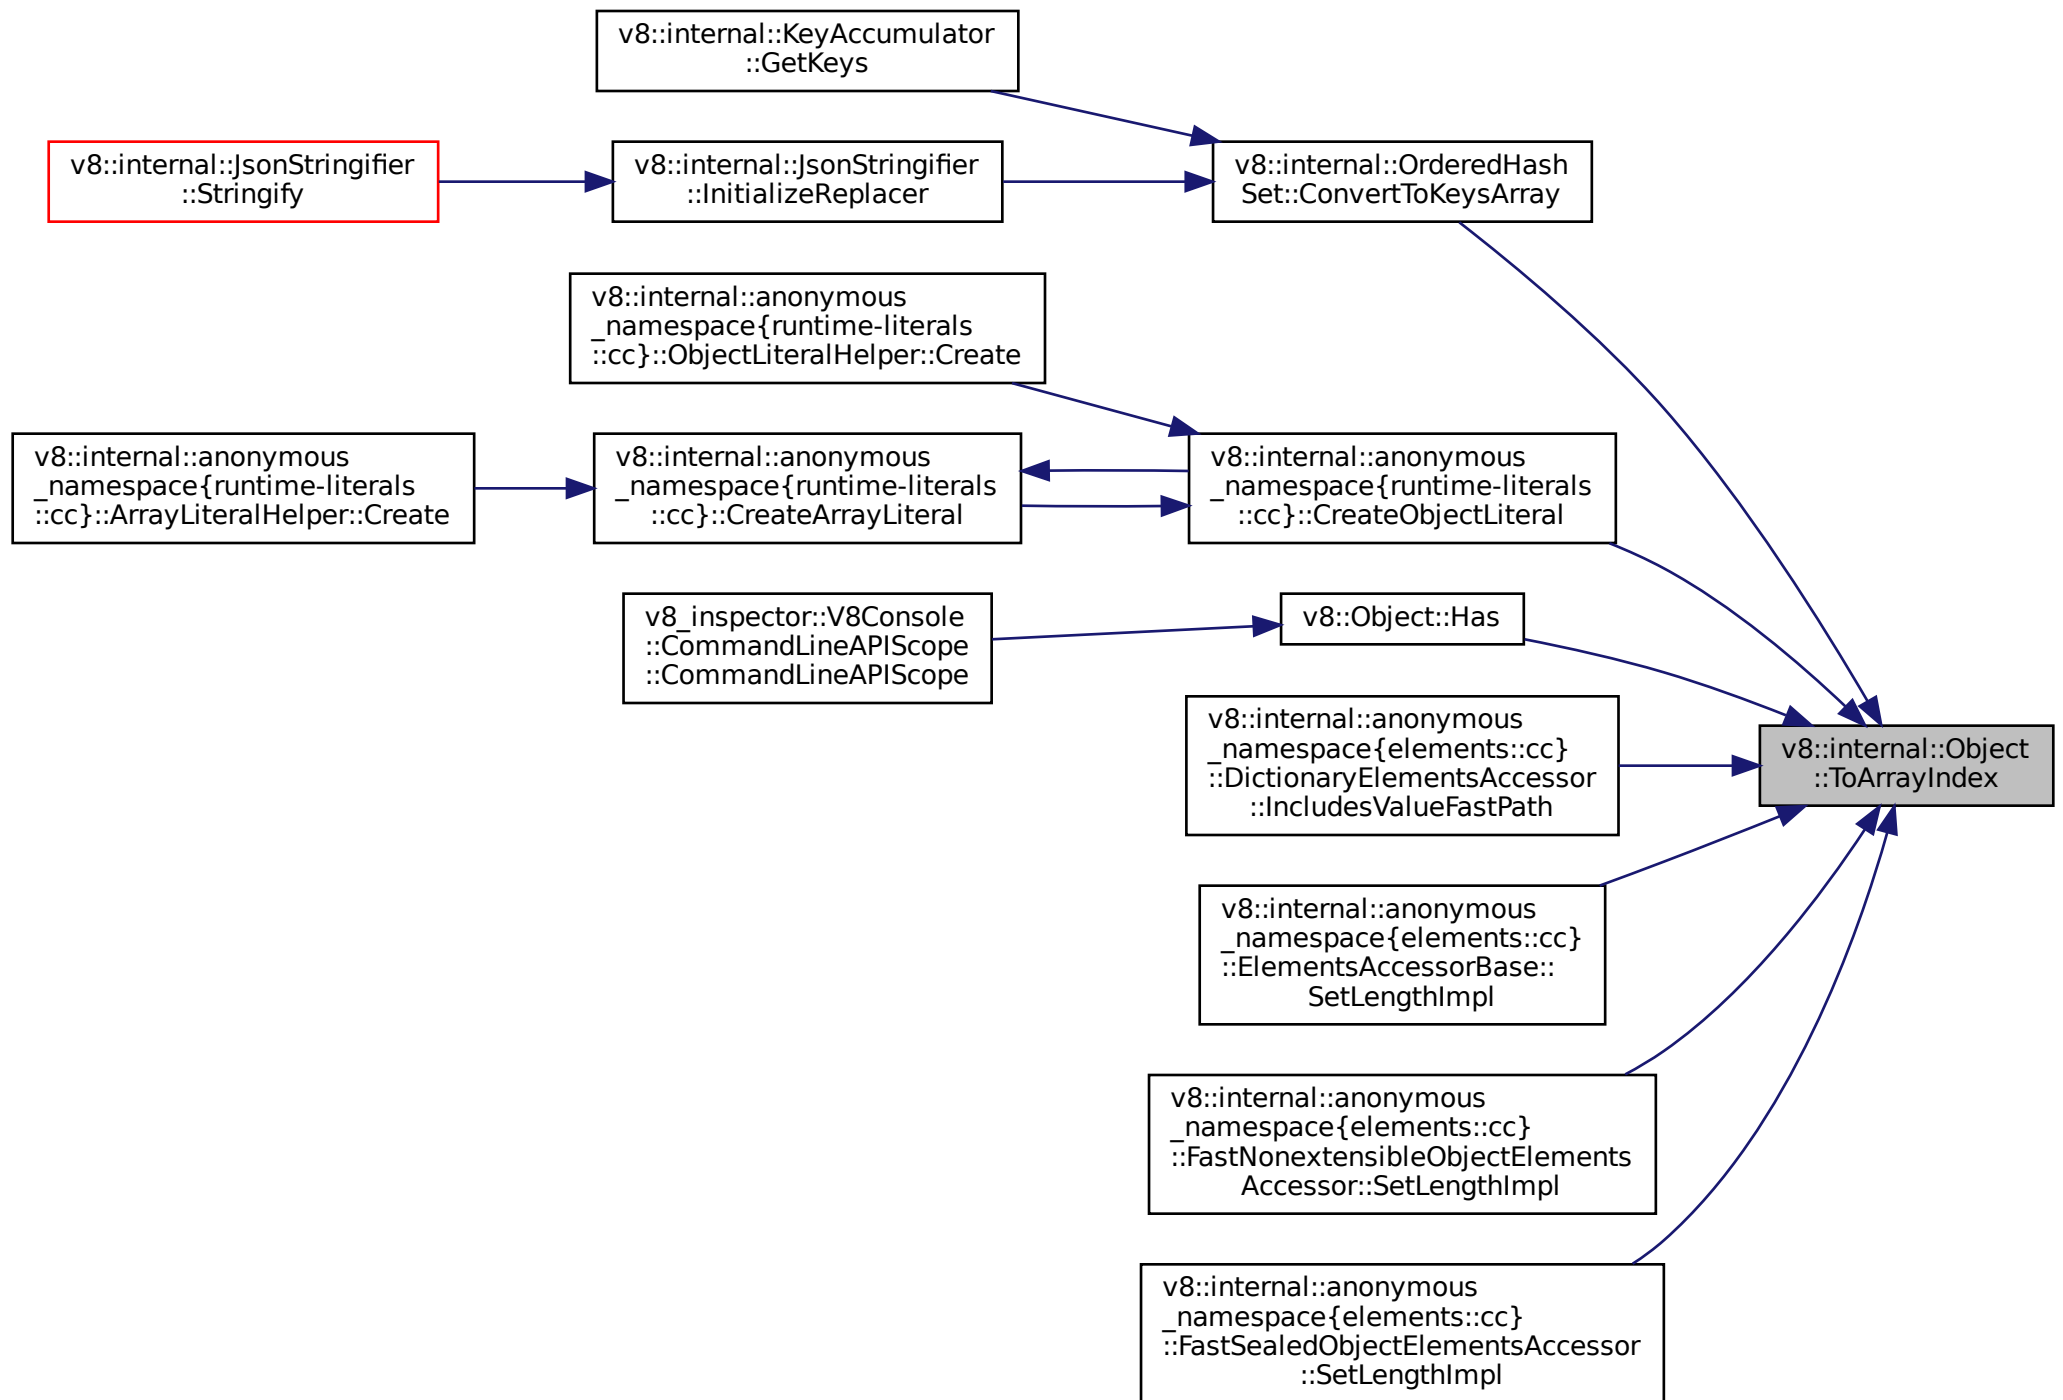 v8::internal::KeyAccumulator
::GetKeys
v8::internal::JsonStringifier
::Stringify
v8::internal::JsonStringifier
::InitializeReplacer
v8::internal::OrderedHash
Set::ConvertToKeysArray
v8::internal::anonymous
_namespace{runtime-literals
::cc}::ObjectLiteralHelper::Create
v8::internal::anonymous
_namespace{runtime-literals
::cc}::ArrayLiteralHelper::Create
v8::internal::anonymous
_namespace{runtime-literals
::cc}::CreateArrayLiteral
v8::internal::anonymous
_namespace{runtime-literals
::cc}::CreateObjectLiteral
v8_inspector::V8Console
::CommandLineAPIScope
::CommandLineAPIScope
v8::Object::Has
v8::internal::anonymous
_namespace{elements::cc}
::DictionaryElementsAccessor
::IncludesValueFastPath
v8::internal::Object
::ToArrayIndex
v8::internal::anonymous
_namespace{elements::cc}
::ElementsAccessorBase::
SetLengthImpl
v8::internal::anonymous
_namespace{elements::cc}
::FastNonextensibleObjectElements
Accessor::SetLengthImpl
v8::internal::anonymous
_namespace{elements::cc}
::FastSealedObjectElementsAccessor
::SetLengthImpl